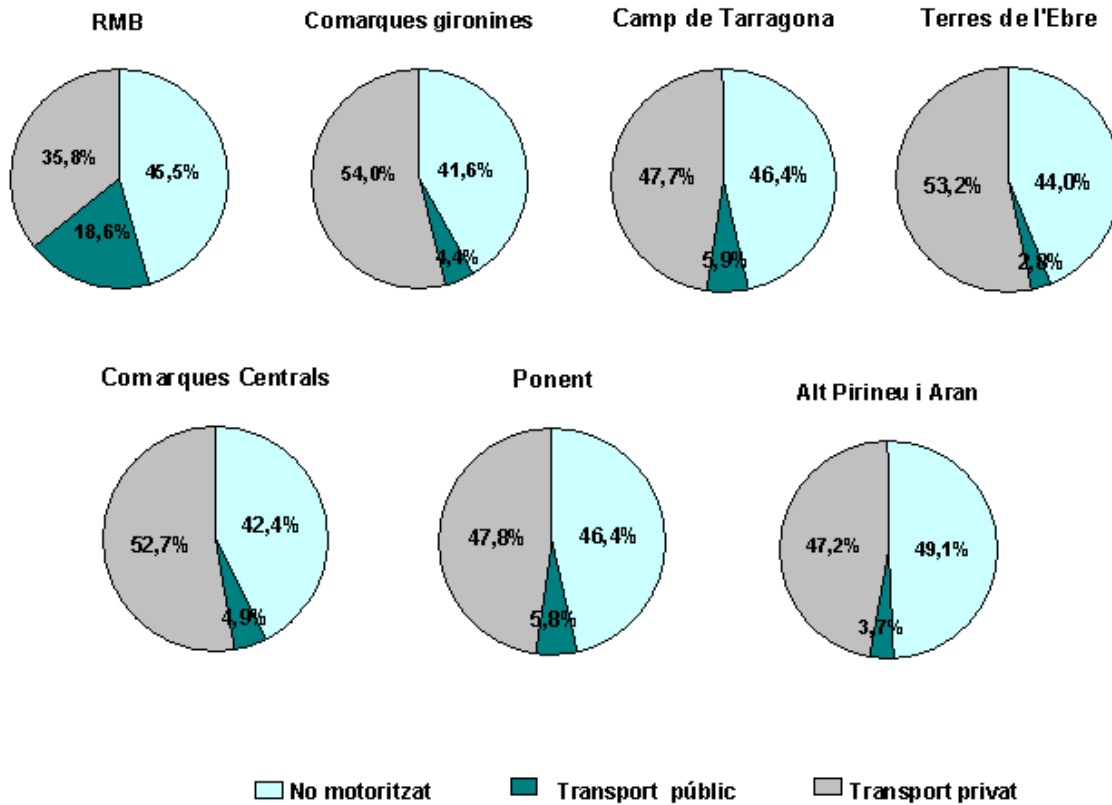 RMB
Comarques gironines
Camp de Tarragona
Terres de l'Ebre
35,8%
45,5%
18,6%
54,0%
41,6%
4,4%
47,7%
46,4%
5,9%
53,2%
44,0%
2,8%
Comarques Centrals
Ponent
Alt Pirineu i Aran
52,7%
42,4%
4,9%
47,8%
46,4%
5,8%
47,2%
49,1%
3,7%
No motoritzat
Transport públic
Transport privat